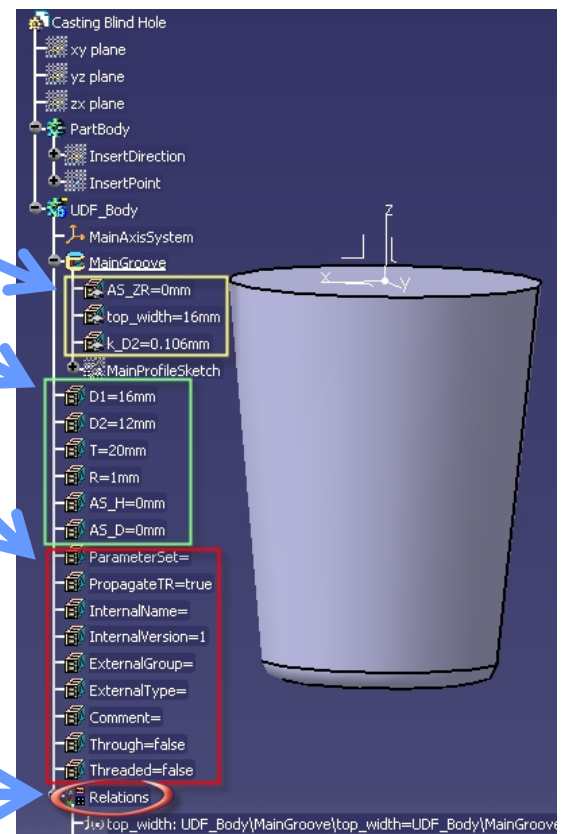 Casting Blind Hole
xy plane
yz plane
zx plane
PartBody
InsertDirection
InsertPoint
UDF_Body
MainAxisSystem
MainGroove
AS_ZR=0mm
top_width=16mm
k_D2=0.106mm
MainProfileSketch
D1=16mm
D2=12mm
T=20mm
R=1mm
AS_H=0mm
AS_D=0mm
ParameterSet=
PropagateTR=true
InternalName=
InternalVersion=1
ExternalGroup=
ExternalType=
Comment=
Through=false
Threaded=false
Relations
top_width: UDF_Body\MainGroove\top_width=UDF_Body\MainGroove
z
x
y